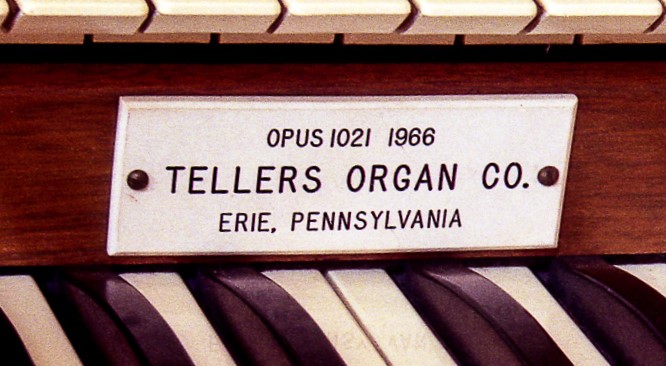 OPUS 1021 1966
TELLERS ORGAN CO.
ERIE, PENNSYLVANIA